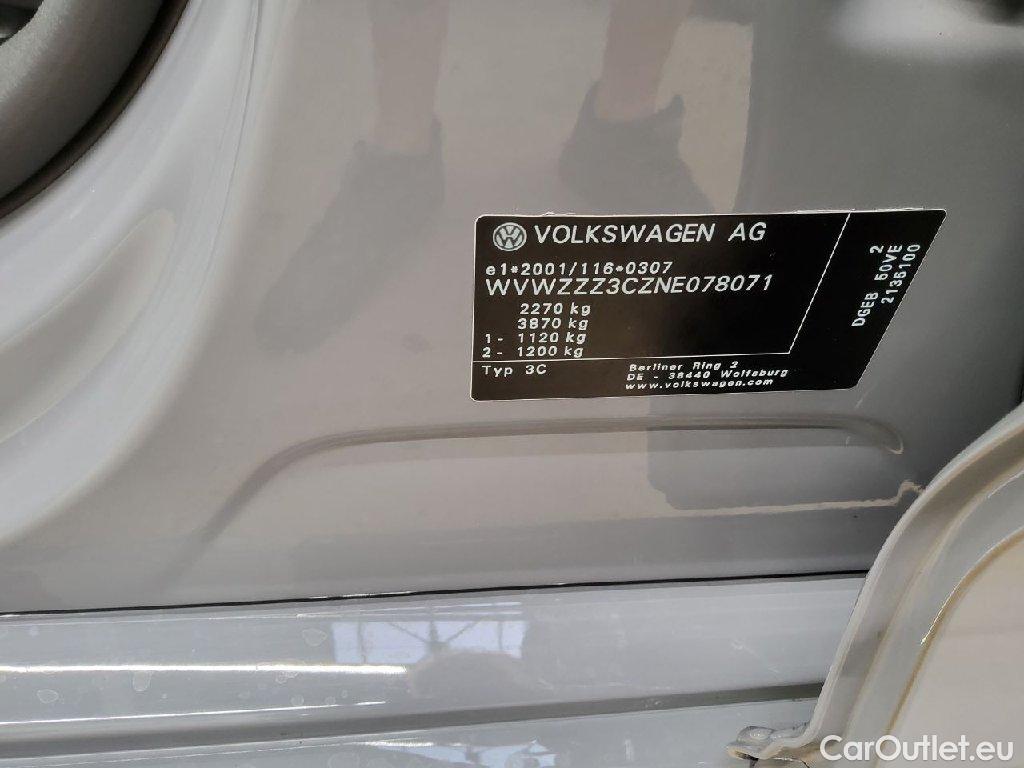 VOLKSWAGEN AG
e1*2001/116*0307
WVWZZZ3CZNE078071
2270 kg
3870 kg
1 - 1120 kg
2 - 1200 kg
Typ 3C
Berliner Ring 2
DE - 38440 Wolfsburg
www.volkswagen.com
DGEB 50VE 2
2136100
CarOutlet.eu